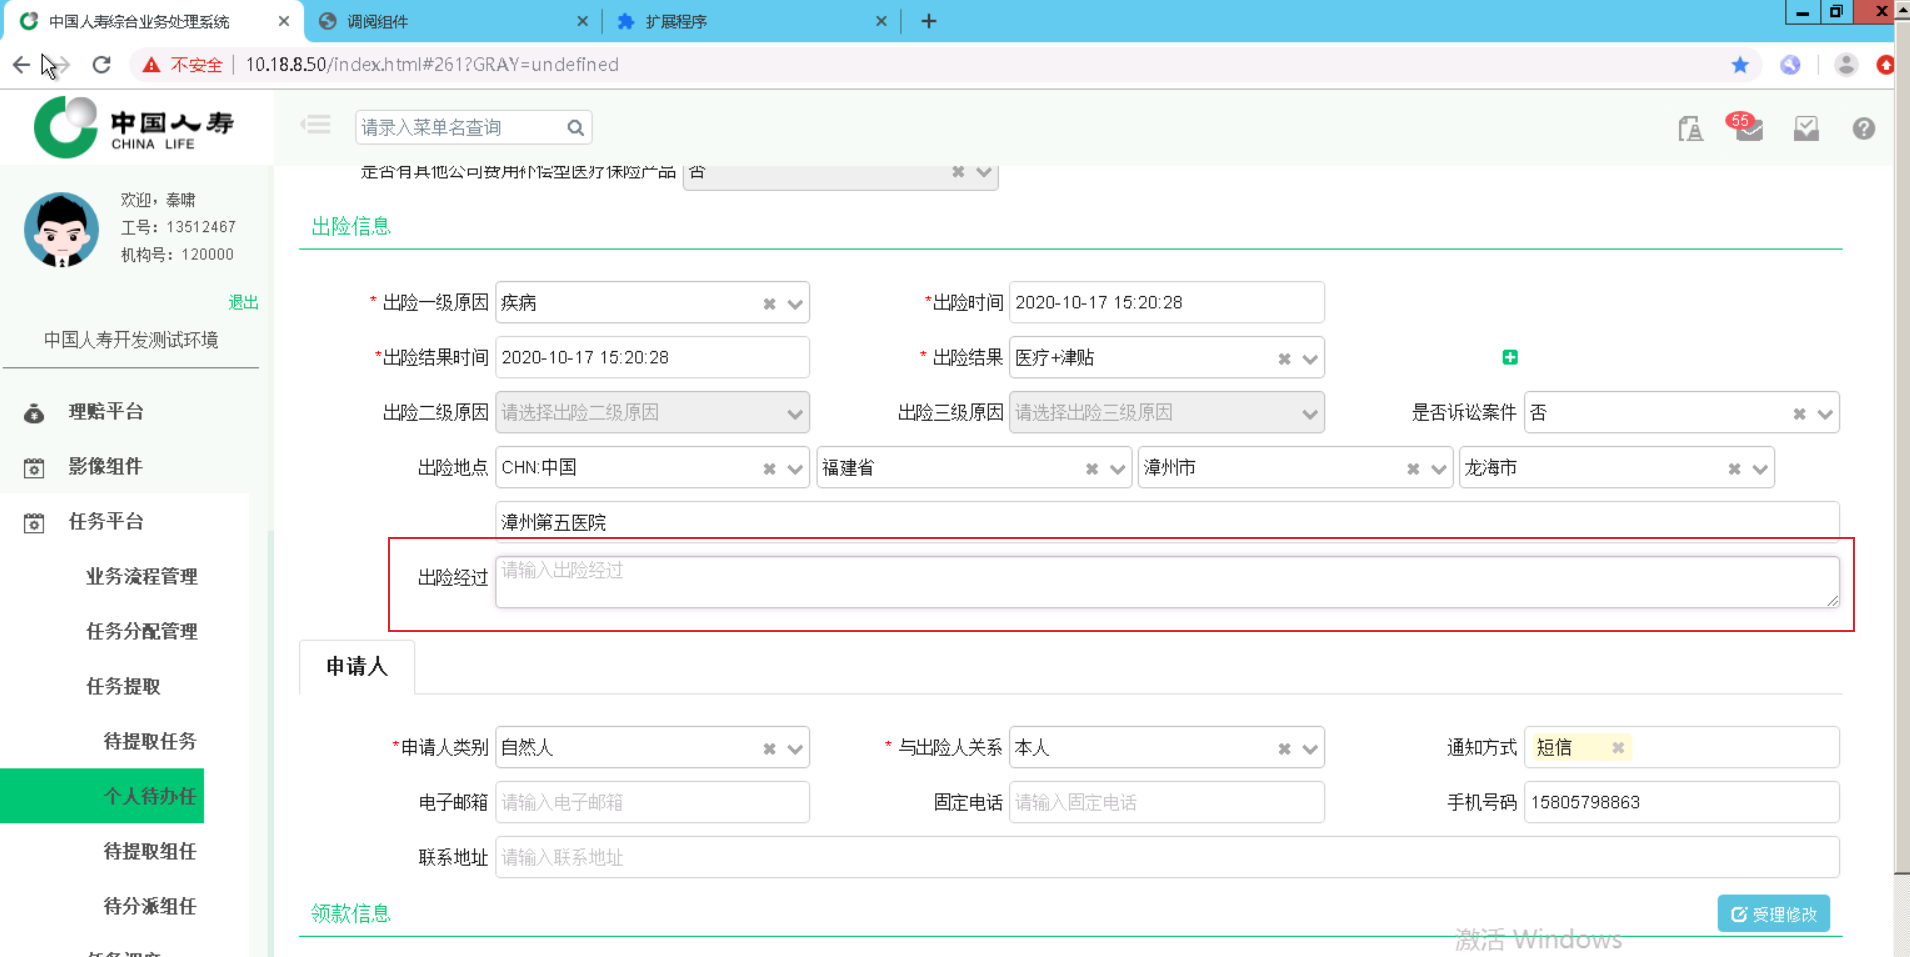 中国人寿综合业务处理系统
调阅组件
扩展程序
不安全
10.18.8.50/index.html#261?GRAY=undefined
中国人寿
CHINA LIFE
请录入菜单名查询
55
欢迎，秦啸
工号：13512467
机构号：120000
退出
中国人寿开发测试环境
理赔平台
影像组件
任务平台
业务流程管理
任务分配管理
任务提取
待提取任务
个人待办任
待提取组任
待分派组任
是否有其他公司费用补偿型医疗保险产品 否
出险信息
* 出险一级原因 疾病
*出险时间 2020-10-17 15:20:28
*出险结果时间 2020-10-17 15:20:28
* 出险结果 医疗+津贴
出险二级原因 请选择出险二级原因
出险三级原因 请选择出险三级原因
是否诉讼案件 否
出险地点 CHN:中国 福建省 漳州市 龙海市
漳州第五医院
出险经过 请输入出险经过
申请人
*申请人类别 自然人
* 与出险人关系 本人
通知方式 短信
电子邮箱 请输入电子邮箱
固定电话 请输入固定电话
手机号码 15805798863
联系地址 请输入联系地址
领款信息
受理修改
激活 Windows